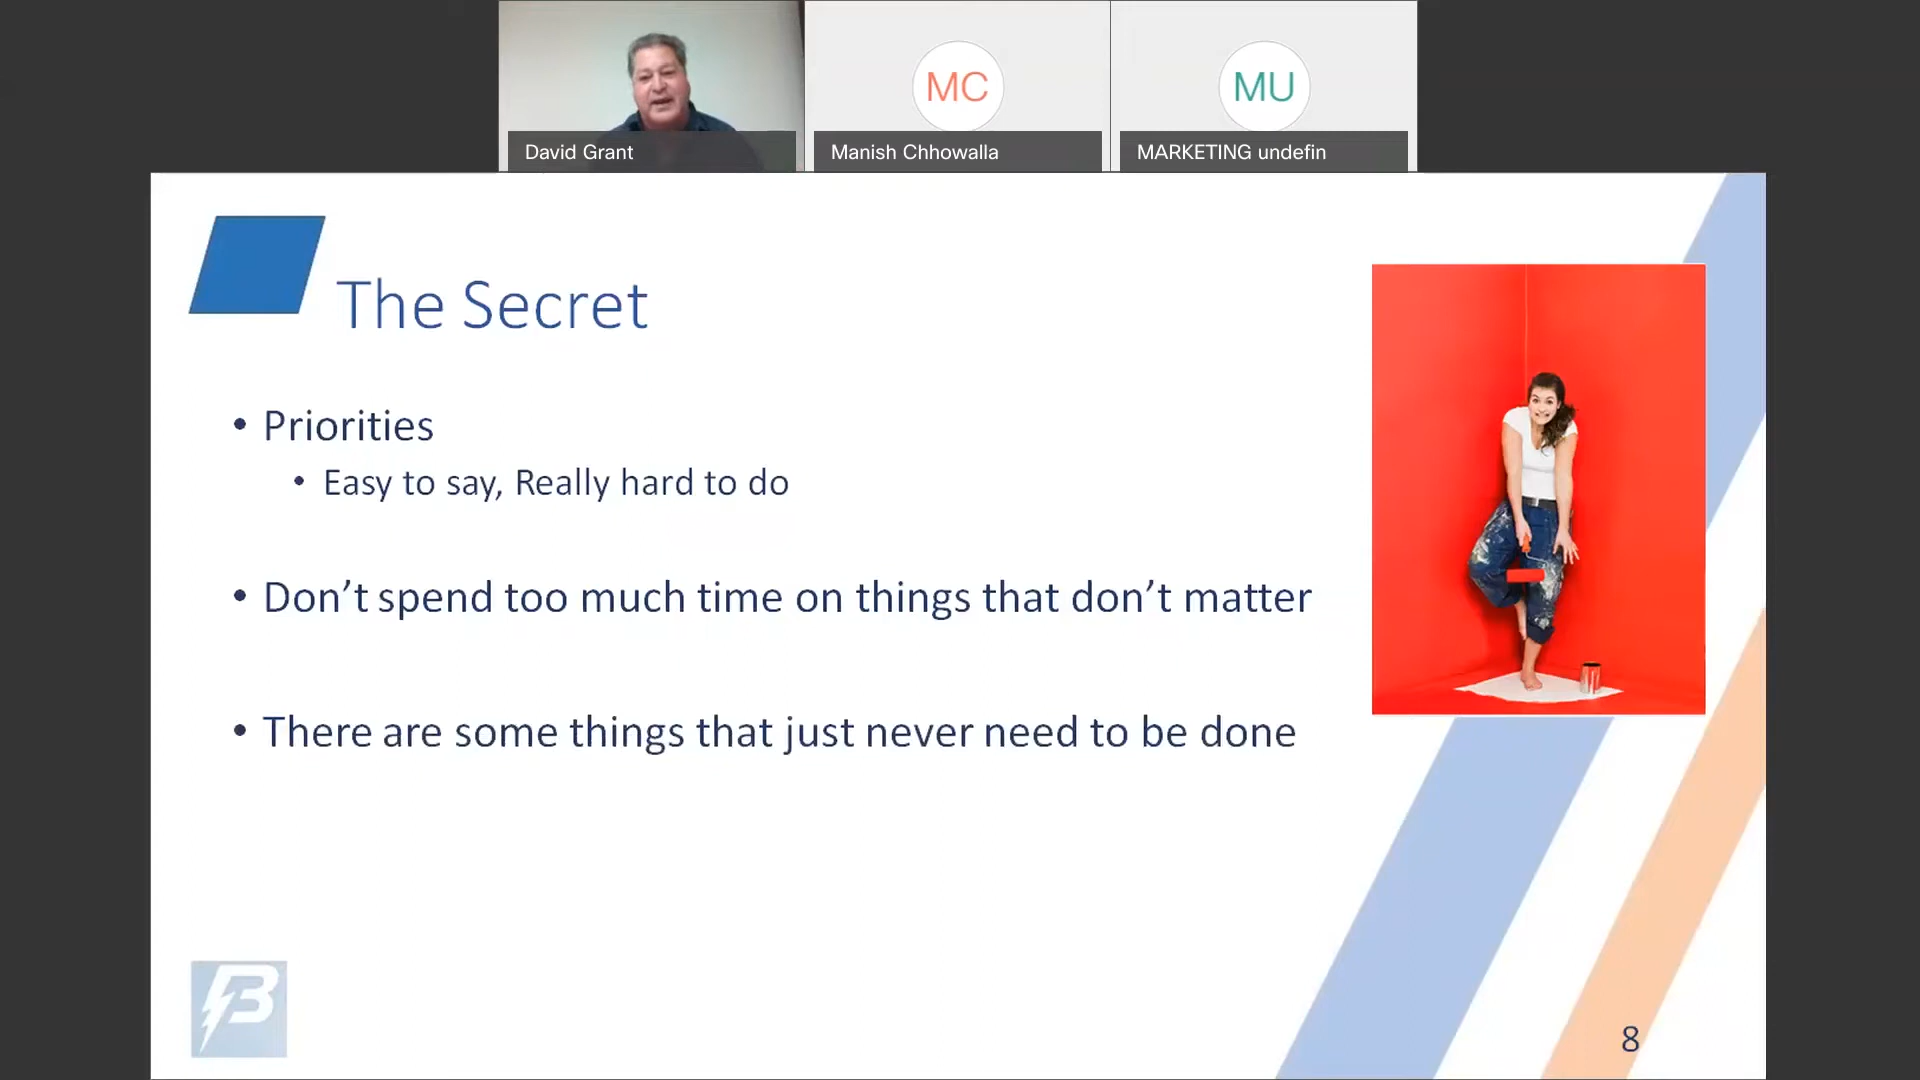 MC
MU
David Grant
Manish Chhowalla
MARKETING undefin
The Secret
• Priorities
• Easy to say, Really hard to do
• Don’t spend too much time on things that don’t matter
• There are some things that just never need to be done
B
8